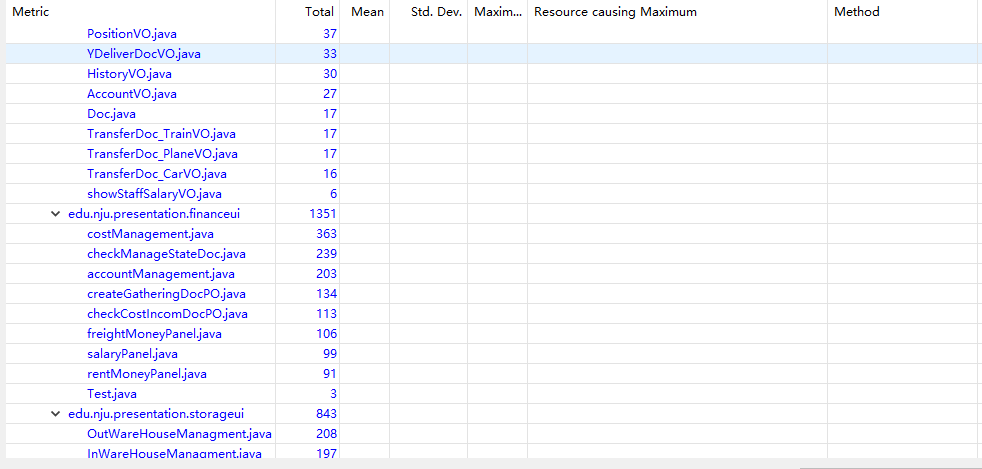 Metric Total Mean Std. Dev. Maxim... Resource causing Maximum Method
PositionVO.java 37
YDeliverDocVO.java 33
HistoryVO.java 30
AccountVO.java 27
Doc.java 17
TransferDoc_TrainVO.java 17
TransferDoc_PlaneVO.java 17
TransferDoc_CarVO.java 16
showStaffSalaryVO.java 6
edu.nju.presentation.financeui 1351
costManagement.java 363
checkManageStateDoc.java 239
accountManagement.java 203
createGatheringDocPO.java 134
checkCostIncomDocPO.java 113
freightMoneyPanel.java 106
salaryPanel.java 99
rentMoneyPanel.java 91
Test.java 3
edu.nju.presentation.storageui 843
OutWareHouseManagment.java 208
InWareHouseManagment.java 197